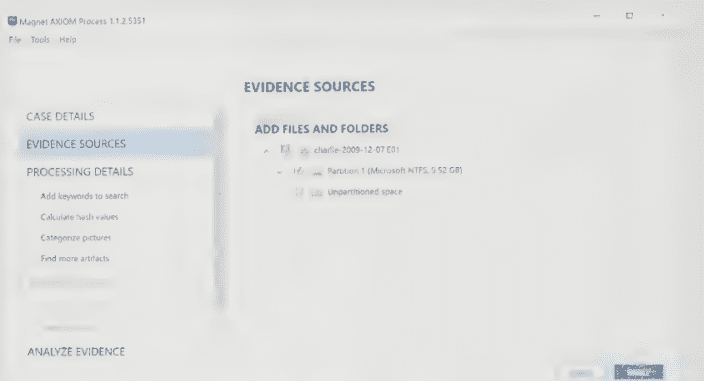 Magnet AXIOM Process 1.1.2.5351
File Tools Help
EVIDENCE SOURCES
CASE DETAILS
ADD FILES AND FOLDERS
EVIDENCE SOURCES
charlie-2009-12-07.E01
PROCESSING DETAILS
Partition 1 (Microsoft NTFS, 9.52 GB)
Add keywords to search
Unpartitioned space
Calculate hash values
Categorize pictures
Find more artifacts
ANALYZE EVIDENCE